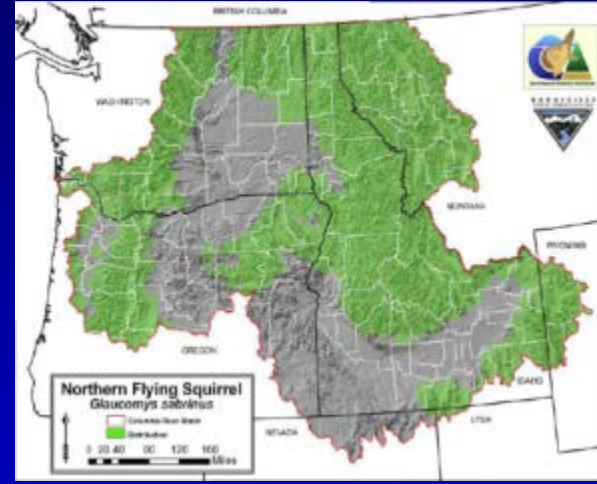 BRITISH COLUMBIA
WASHINGTON
MONTANA
WYOMING
OREGON
IDAHO
NEVADA
UTAH
Northern Flying Squirrel
Glaucomys sabrinus
Columbia River Basin
Distribution
0 20 40 80 120 160
Miles